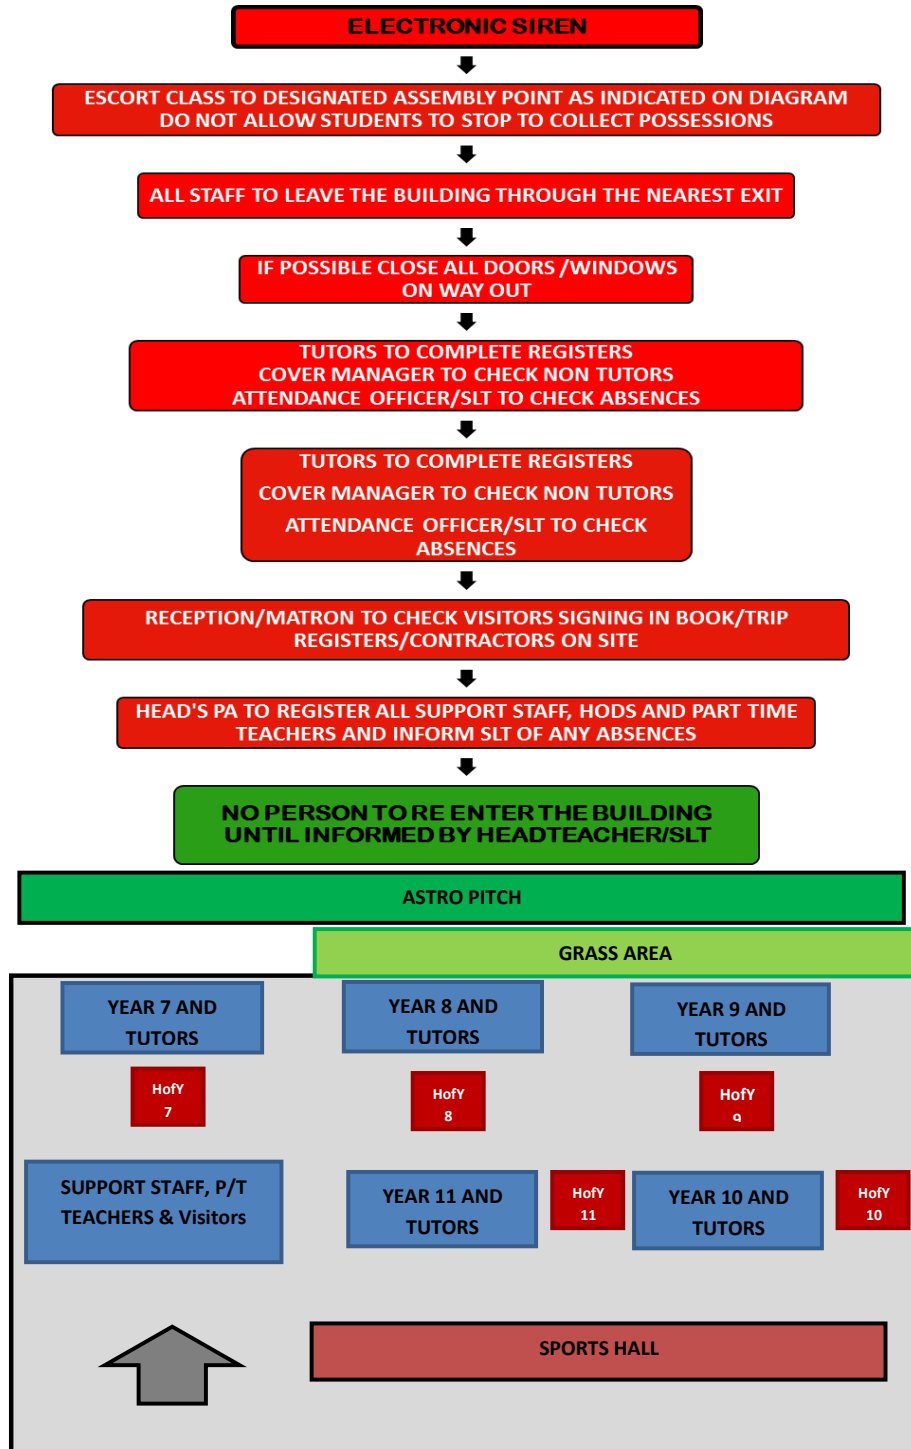 ELECTRONIC SIREN
ESCORT CLASS TO DESIGNATED ASSEMBLY POINT AS INDICATED ON DIAGRAM
DO NOT ALLOW STUDENTS TO STOP TO COLLECT POSSESSIONS
ALL STAFF TO LEAVE THE BUILDING THROUGH THE NEAREST EXIT
IF POSSIBLE CLOSE ALL DOORS /WINDOWS
ON WAY OUT
TUTORS TO COMPLETE REGISTERS
COVER MANAGER TO CHECK NON TUTORS
ATTENDANCE OFFICER/SLT TO CHECK ABSENCES
TUTORS TO COMPLETE REGISTERS
COVER MANAGER TO CHECK NON TUTORS
ATTENDANCE OFFICER/SLT TO CHECK
ABSENCES
RECEPTION/MATRON TO CHECK VISITORS SIGNING IN BOOK/TRIP
REGISTERS/CONTRACTORS ON SITE
HEAD'S PA TO REGISTER ALL SUPPORT STAFF, HODS AND PART TIME
TEACHERS AND INFORM SLT OF ANY ABSENCES
NO PERSON TO RE ENTER THE BUILDING
UNTIL INFORMED BY HEADTEACHER/SLT
ASTRO PITCH
GRASS AREA
YEAR 7 AND
TUTORS
YEAR 8 AND
TUTORS
YEAR 9 AND
TUTORS
HofY
7
HofY
8
HofY
9
SUPPORT STAFF, P/T
TEACHERS & Visitors
YEAR 11 AND
TUTORS
HofY
11
YEAR 10 AND
TUTORS
HofY
10
SPORTS HALL